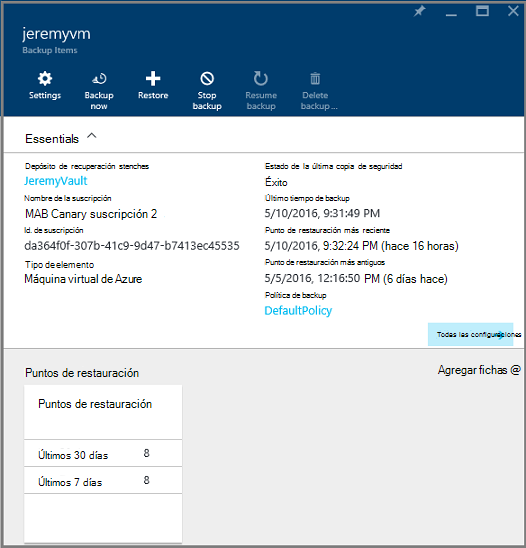 jeremyvm
Backup Items
Settings
Backup now
Restore
Stop backup
Resume backup
Delete backup ...
Essentials
Depósito de recuperación stenches
JeremyVault
Nombre de la suscripción
MAB Canary suscripción 2
Id. de suscripción
da364f0f-307b-41c9-9d47-b7413ec45535
Tipo de elemento
Máquina virtual de Azure
Estado de la última copia de seguridad
Éxito
Último tiempo de backup
5/10/2016, 9:31:49 PM
Punto de restauración más reciente
5/10/2016, 9:32:24 PM (hace 16 horas)
Punto de restauración más antiguos
5/5/2016, 12:16:50 PM (6 días hace)
Política de backup
DefaultPolicy
Todas las configuraciones
Puntos de restauración
Agregar fichas @
Puntos de restauración
Últimos 30 días 8
Últimos 7 días 8